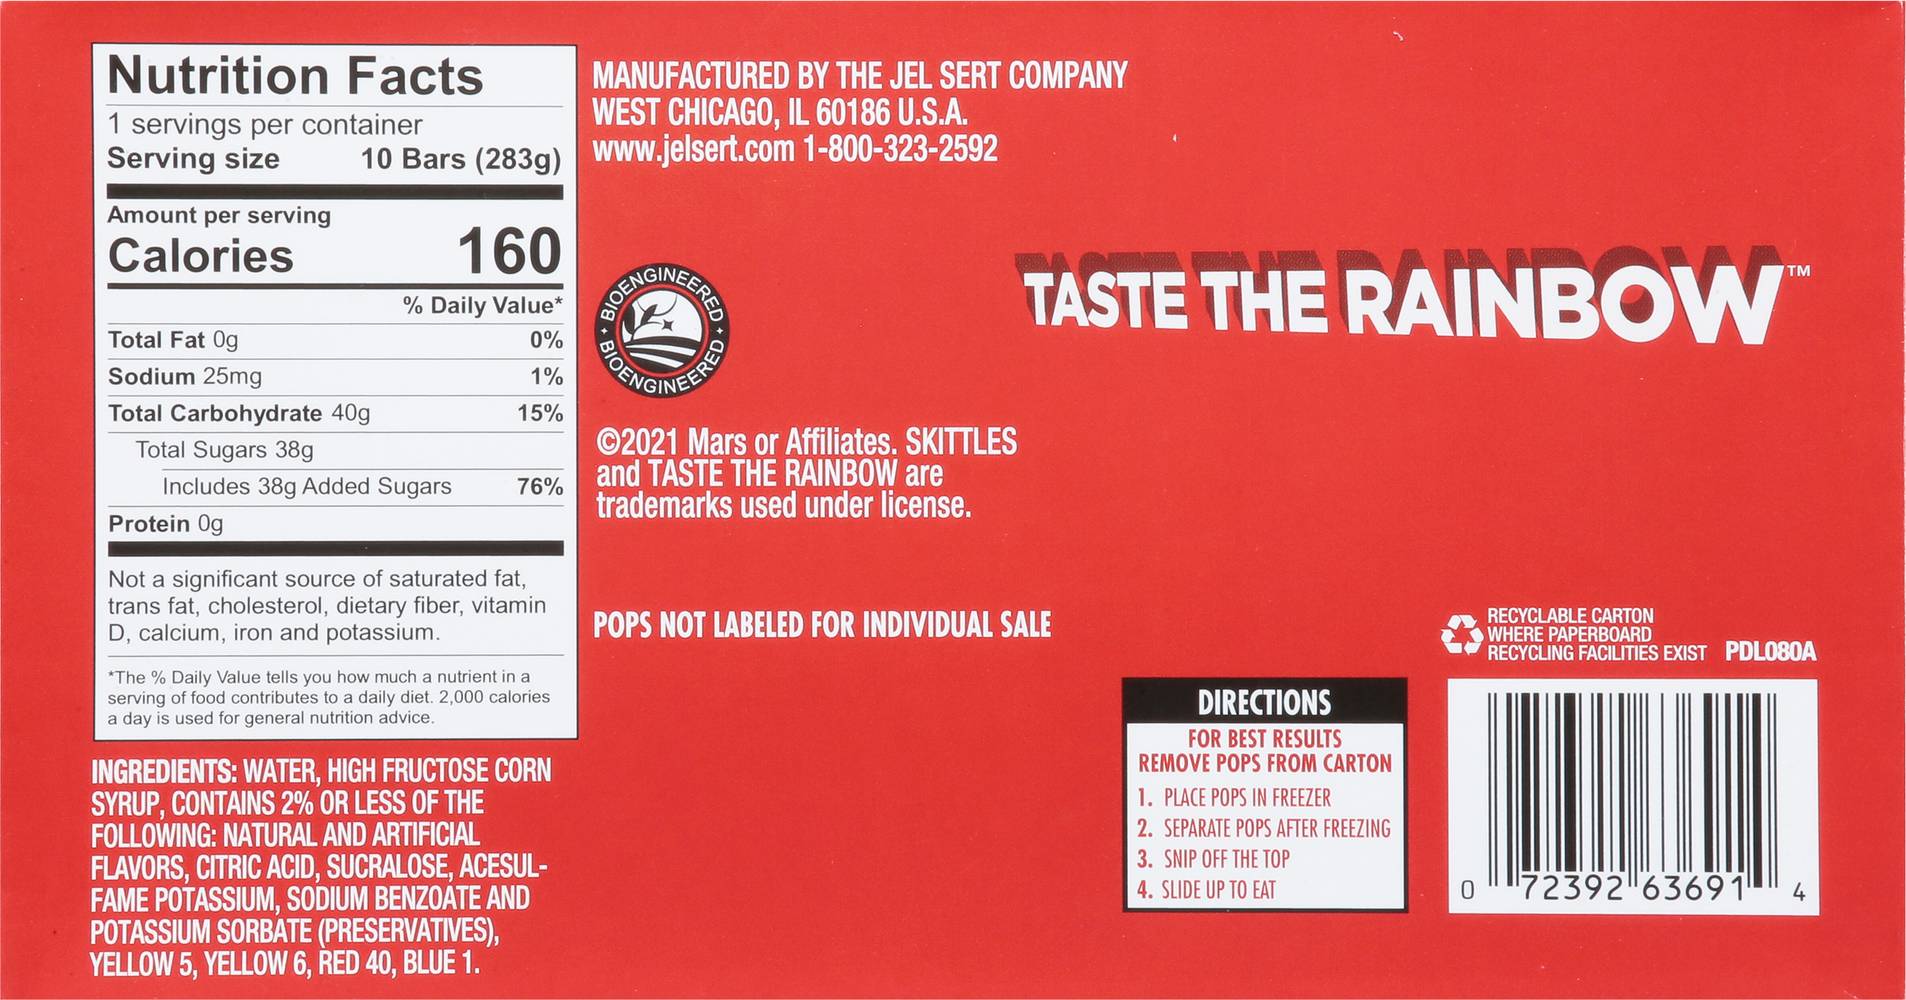 Nutrition Facts
1 servings per container
Serving size 10 Bars (283g)
Amount per serving
Calories 160
% Daily Value*
Total Fat 0g 0%
Sodium 25mg 1%
Total Carbohydrate 40g 15%
Total Sugars 38g
Includes 38g Added Sugars 76%
Protein 0g
Not a significant source of saturated fat,
trans fat, cholesterol, dietary fiber, vitamin
D, calcium, iron and potassium.
*The % Daily Value tells you how much a nutrient in a
serving of food contributes to a daily diet. 2,000 calories
a day is used for general nutrition advice.
INGREDIENTS: WATER, HIGH FRUCTOSE CORN
SYRUP, CONTAINS 2% OR LESS OF THE
FOLLOWING: NATURAL AND ARTIFICIAL
FLAVORS, CITRIC ACID, SUCRALOSE, ACESUL-
FAME POTASSIUM, SODIUM BENZOATE AND
POTASSIUM SORBATE (PRESERVATIVES),
YELLOW 5, YELLOW 6, RED 40, BLUE 1.
MANUFACTURED BY THE JEL SERT COMPANY
WEST CHICAGO, IL 60186 U.S.A.
www.jelsert.com 1-800-323-2592
BIOENGINEERED
BIOENGINEERED
©2021 Mars or Affiliates. SKITTLES
and TASTE THE RAINBOW are
trademarks used under license.
POPS NOT LABELED FOR INDIVIDUAL SALE
TASTE THE RAINBOW™
RECYCLABLE CARTON
WHERE PAPERBOARD
RECYCLING FACILITIES EXIST PDL080A
DIRECTIONS
FOR BEST RESULTS
REMOVE POPS FROM CARTON
1. PLACE POPS IN FREEZER
2. SEPARATE POPS AFTER FREEZING
3. SNIP OFF THE TOP
4. SLIDE UP TO EAT
0 72392 63691 4